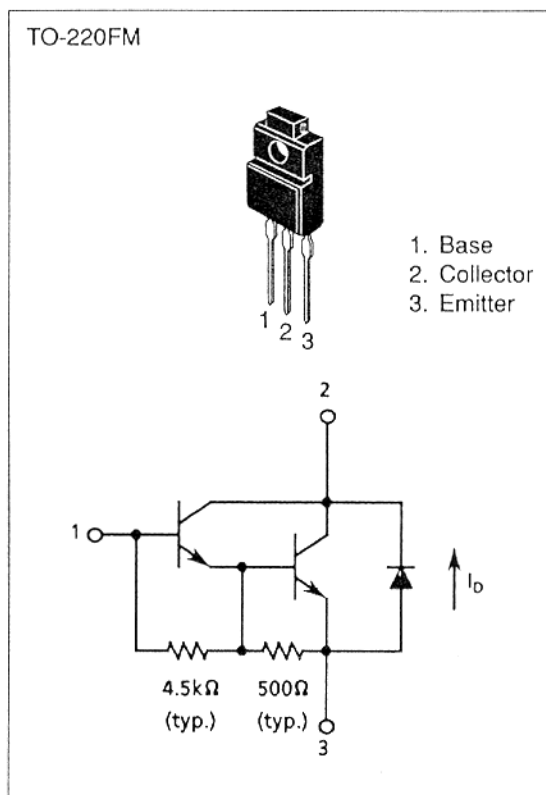 TO-220FM
1. Base
2. Collector
3. Emitter
1
2
3
2
1
I_D
4.5kΩ 500Ω
(typ.) (typ.)
3